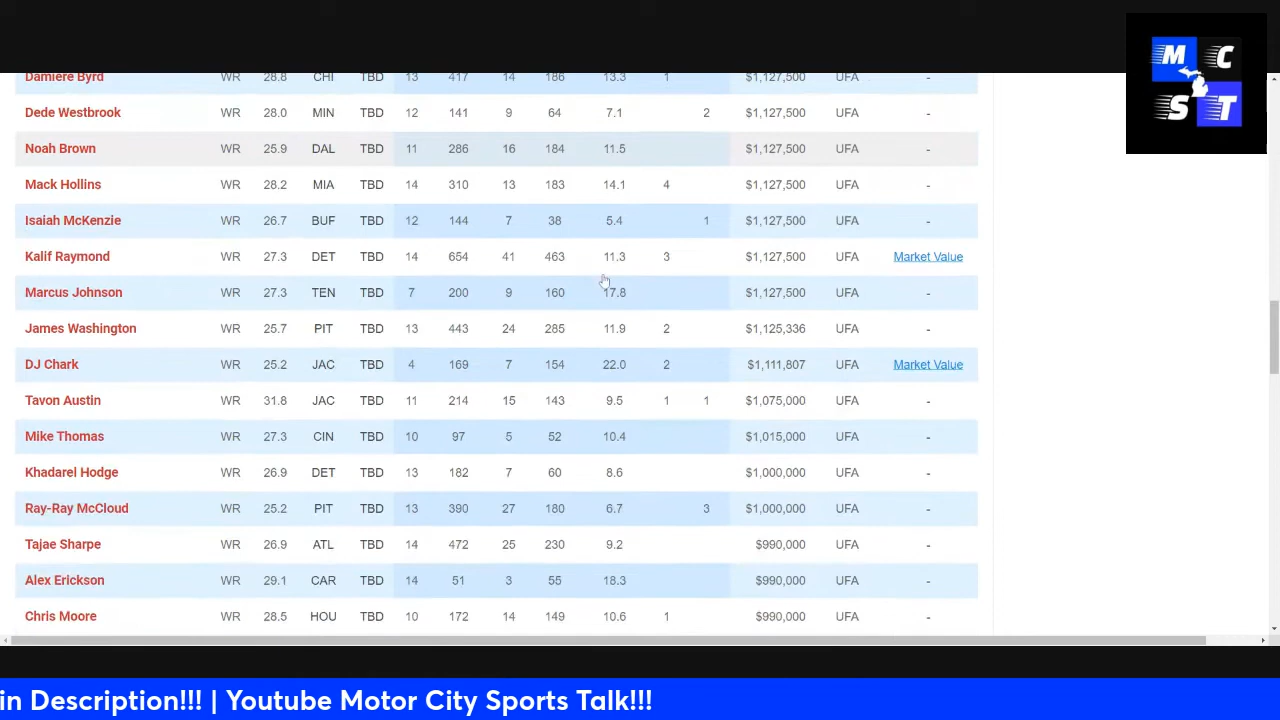 M C
S T
Damiere Byrd WR 28.8 CHI TBD 13 417 14 186 13.3 1 $1,127,500 UFA -
Dede Westbrook WR 28.0 MIN TBD 12 147 64 7.1 2 $1,127,500 UFA -
Noah Brown WR 25.9 DAL TBD 11 286 16 184 11.5 $1,127,500 UFA -
Mack Hollins WR 28.2 MIA TBD 14 310 13 183 14.1 4 $1,127,500 UFA -
Isaiah McKenzie WR 26.7 BUF TBD 12 144 7 38 5.4 1 $1,127,500 UFA -
Kalif Raymond WR 27.3 DET TBD 14 654 41 463 11.3 3 $1,127,500 UFA Market Value
Marcus Johnson WR 27.3 TEN TBD 7 200 9 160 17.8 $1,127,500 UFA -
James Washington WR 25.7 PIT TBD 13 443 24 285 11.9 2 $1,125,336 UFA -
DJ Chark WR 25.2 JAC TBD 4 169 7 154 22.0 2 $1,111,807 UFA Market Value
Tavon Austin WR 31.8 JAC TBD 11 214 15 143 9.5 1 1 $1,075,000 UFA -
Mike Thomas WR 27.3 CIN TBD 10 97 5 52 10.4 $1,015,000 UFA -
Khadarel Hodge WR 26.9 DET TBD 13 182 7 60 8.6 $1,000,000 UFA -
Ray-Ray McCloud WR 25.2 PIT TBD 13 390 27 180 6.7 3 $1,000,000 UFA -
Tajae Sharpe WR 26.9 ATL TBD 14 472 25 230 9.2 $990,000 UFA -
Alex Erickson WR 29.1 CAR TBD 14 51 3 55 18.3 $990,000 UFA -
Chris Moore WR 28.5 HOU TBD 10 172 14 149 10.6 1 $990,000 UFA -
in Description!!! | Youtube Motor City Sports Talk!!!